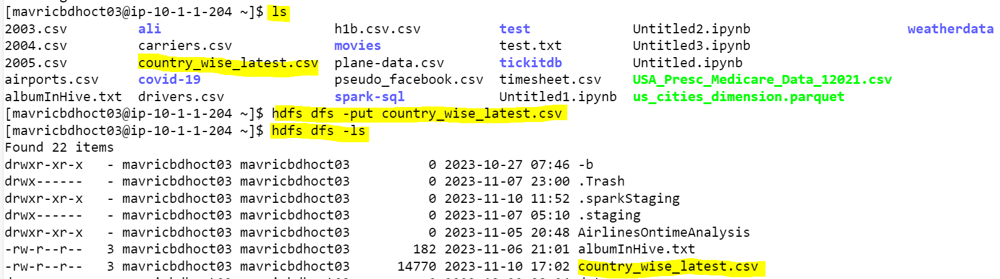 [mavricbdhoct03@ip-10-1-1-204 ~]$ ls
2003.csv ali h1b.csv.csv test Untitled2.ipynb weatherdata
2004.csv carriers.csv movies test.txt Untitled3.ipynb
2005.csv country_wise_latest.csv plane-data.csv tickitdb Untitled.ipynb
airports.csv covid-19 pseudo_facebook.csv timesheet.csv USA_Presc_Medicare_Data_12021.csv
albumInHive.txt drivers.csv spark-sql Untitled1.ipynb us_cities_dimension.parquet
[mavricbdhoct03@ip-10-1-1-204 ~]$ hdfs dfs -put country_wise_latest.csv
[mavricbdhoct03@ip-10-1-1-204 ~]$ hdfs dfs -ls
Found 22 items
drwxr-xr-x - mavricbdhoct03 mavricbdhoct03 0 2023-10-27 07:46 -b
drwx------ - mavricbdhoct03 mavricbdhoct03 0 2023-11-07 23:00 .Trash
drwxr-xr-x - mavricbdhoct03 mavricbdhoct03 0 2023-11-10 11:52 .sparkStaging
drwx------ - mavricbdhoct03 mavricbdhoct03 0 2023-11-07 05:10 .staging
drwxr-xr-x - mavricbdhoct03 mavricbdhoct03 0 2023-11-05 20:48 AirlinesOntimeAnalysis
-rw-r--r-- 3 mavricbdhoct03 mavricbdhoct03 182 2023-11-06 21:01 albumInHive.txt
-rw-r--r-- 3 mavricbdhoct03 mavricbdhoct03 14770 2023-11-10 17:02 country_wise_latest.csv